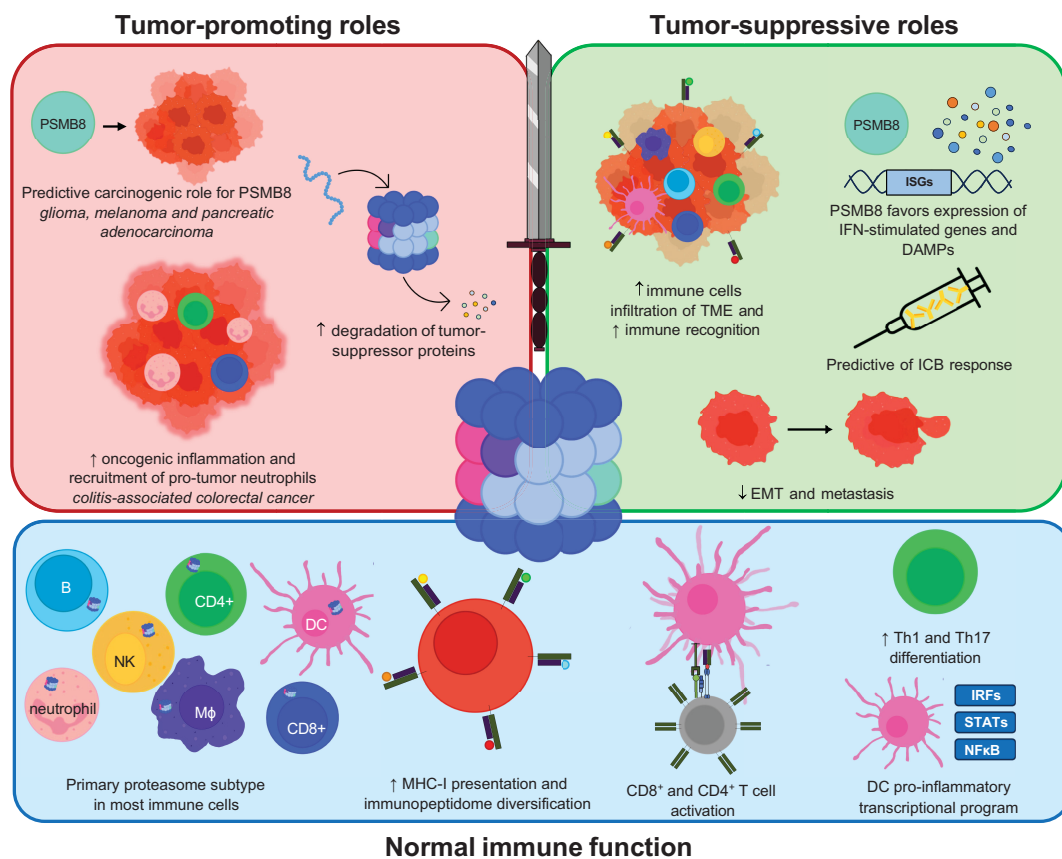 Tumor-promoting roles
PSMB8
Predictive carcinogenic role for PSMB8
glioma, melanoma and pancreatic
adenocarcinoma
↑ degradation of tumor-
suppressor proteins
↑ oncogenic inflammation and
recruitment of pro-tumor neutrophils
colitis-associated colorectal cancer
Tumor-suppressive roles
↑ immune cells
infiltration of TME and
↑ immune recognition
PSMB8
ISGs
PSMB8 favors expression of
IFN-stimulated genes and
DAMPs
Predictive of ICB response
↓ EMT and metastasis
B
CD4+
NK
DC
neutrophil
Mϕ
CD8+
Primary proteasome subtype
in most immune cells
↑ MHC-I presentation and
immunopeptidome diversification
CD8⁺ and CD4⁺ T cell
activation
↑ Th1 and Th17
differentiation
IRFs
STATs
NFκB
DC pro-inflammatory
transcriptional program
Normal immune function